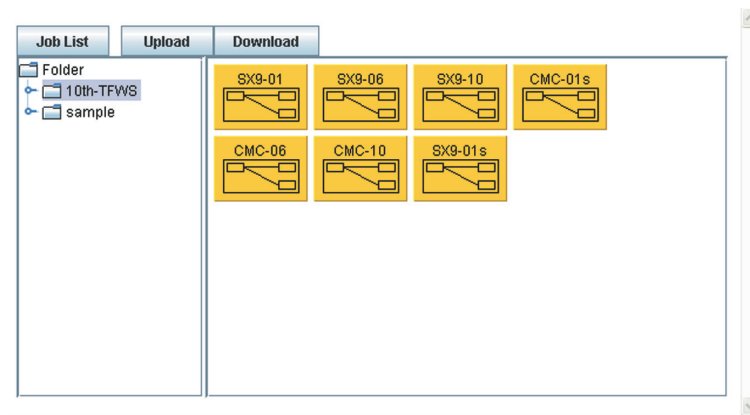 Job List Upload Download
Folder
10th-TFWS
sample
SX9-01 SX9-06 SX9-10 CMC-01s
CMC-06 CMC-10 SX9-01s